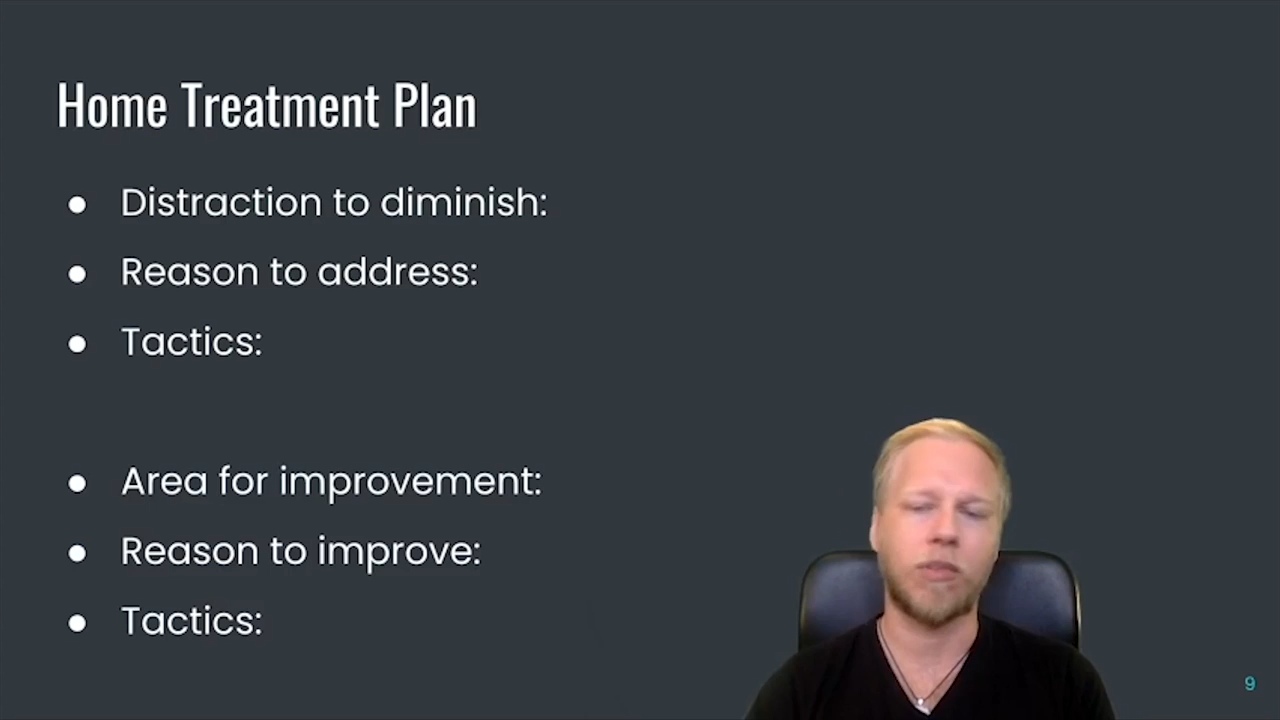 Home Treatment Plan
● Distraction to diminish:
● Reason to address:
● Tactics:
● Area for improvement:
● Reason to improve:
● Tactics:
9